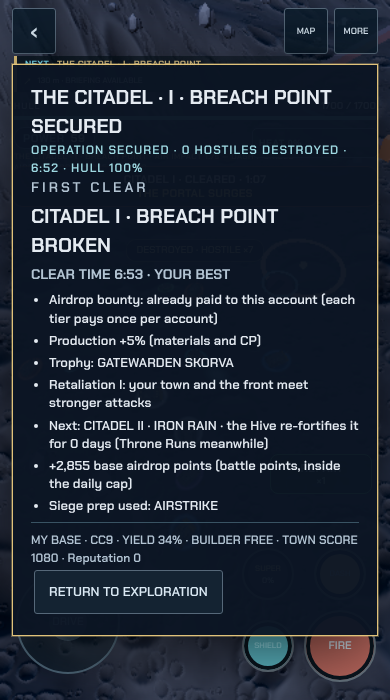 ‹
MAP
MORE
NEXT · THE CITADEL · I · BREACH POINT
THE CITADEL · I · BREACH POINT
SECURED
OPERATION SECURED · 0 HOSTILES DESTROYED ·
6:52 · HULL 100%
FIRST CLEAR
CITADEL I · BREACH POINT
BROKEN
CLEAR TIME 6:53 · YOUR BEST
• Airdrop bounty: already paid to this account (each
tier pays once per account)
• Production +5% (materials and CP)
• Trophy: GATEWARDEN SKORVA
• Retaliation I: your town and the front meet
stronger attacks
• Next: CITADEL II · IRON RAIN · the Hive re-fortifies it
for 0 days (Throne Runs meanwhile)
• +2,855 base airdrop points (battle points, inside
the daily cap)
• Siege prep used: AIRSTRIKE
MY BASE · CC9 · YIELD 34% · BUILDER FREE · TOWN SCORE
1080 · Reputation 0
RETURN TO EXPLORATION
SHIELD
FIRE